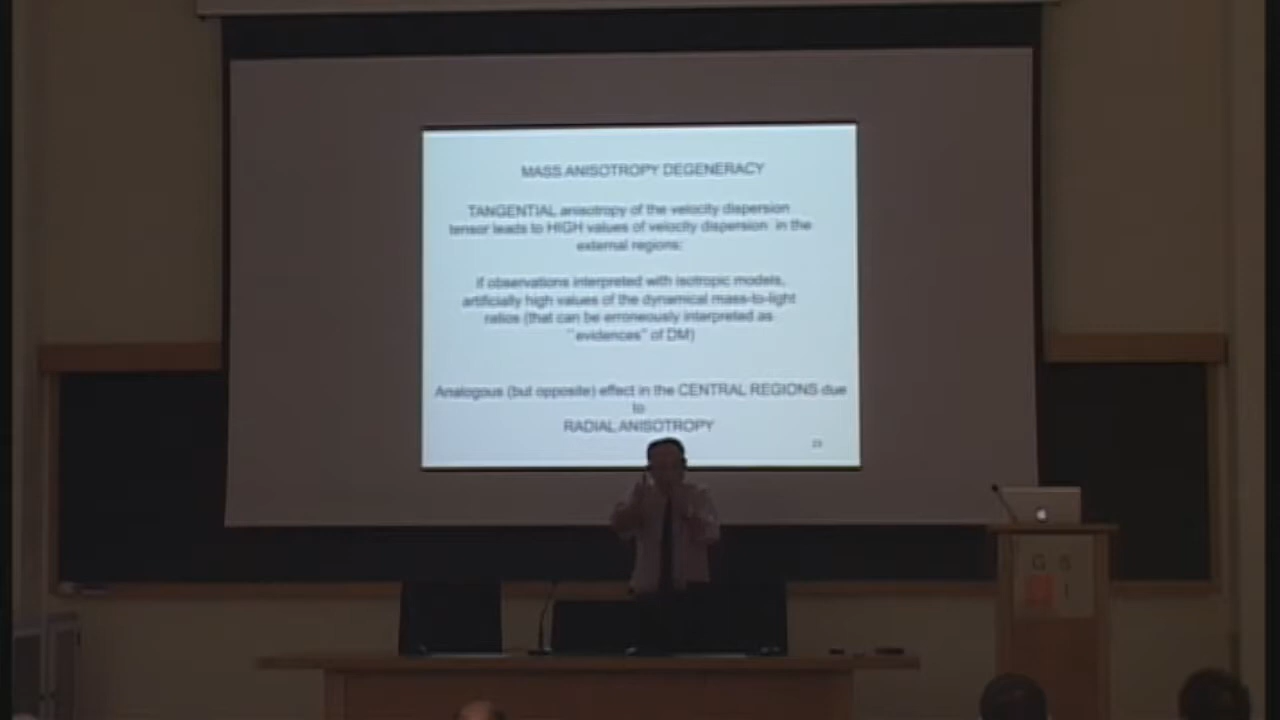 MASS ANISOTROPY DEGENERACY
TANGENTIAL anisotropy of the velocity dispersion
tensor leads to HIGH values of velocity dispersion in the
external regions:
if observations interpreted with isotropic models,
artificially high values of the dynamical mass-to-light
ratios (that can be erroneously interpreted as
``evidences'' of DM)
Analogous (but opposite) effect in the CENTRAL REGIONS due
to
RADIAL ANISOTROPY
G S
I